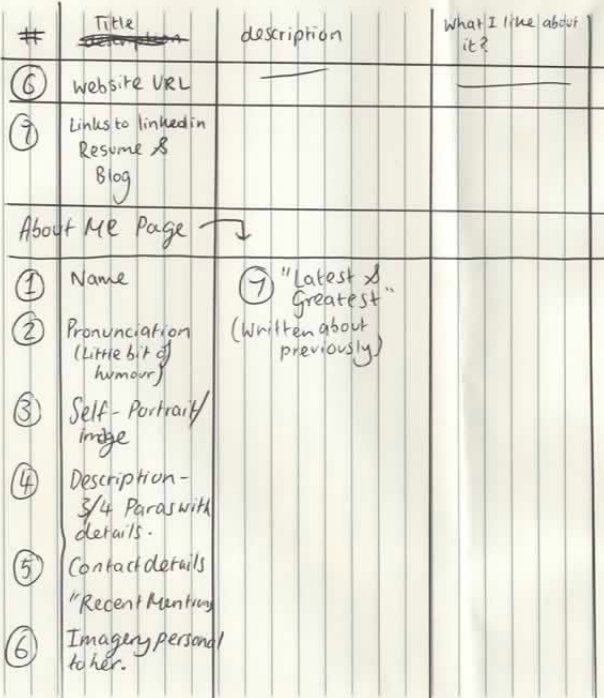 #
Title
description
description
What I like about
it?
6
website URL
7
Links to linkedin
Resume &
Blog
About ME Page
1
Name
2
Pronunciation
(Little bit of
humour)
3
Self-Portrait/
image
4
Description -
3/4 Paras with
details.
5
Contact details
"Recent Mentions
6
Imagery personal
to her.
7
"Latest &
Greatest"
(Written about
previously)